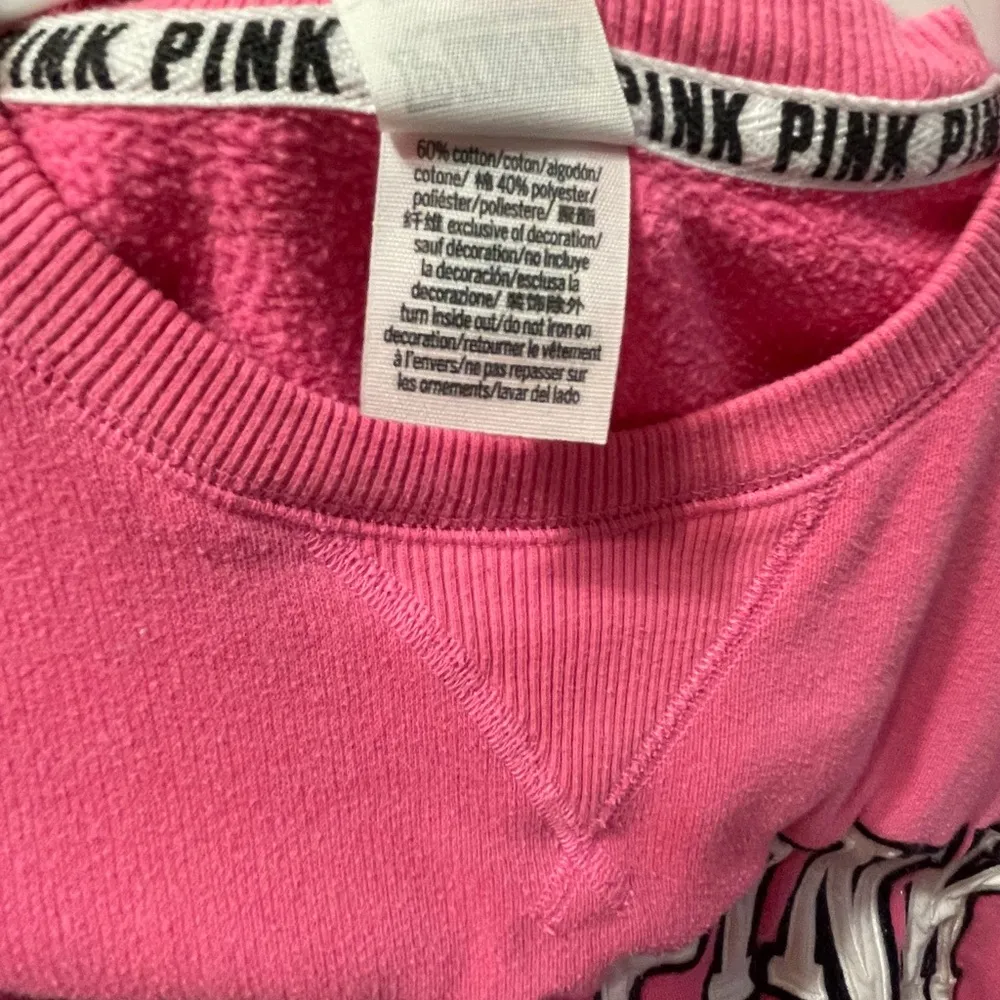 INK PINK PINK PINK PIN
60% cotton/coton/algodón/
cotone/ 棉 40% polyester/
poliéster/poliestere/ 聚酯
纤维 exclusive of decoration/
sauf décoration/no incluye
la decoración/esclusa la
decorazione/ 装饰除外
turn inside out/do not iron on
decoration/retourner le vêtement
à l'envers/ne pas repasser sur
les ornements/lavar del lado
PINK